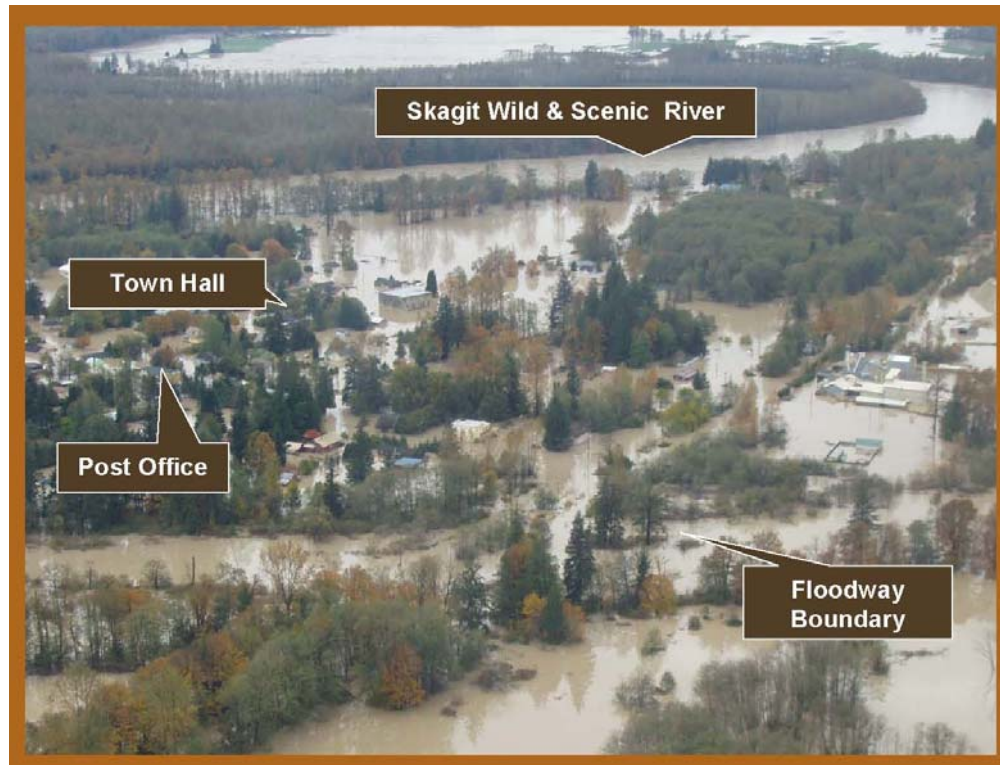 Skagit Wild & Scenic River
Town Hall
Post Office
Floodway
Boundary